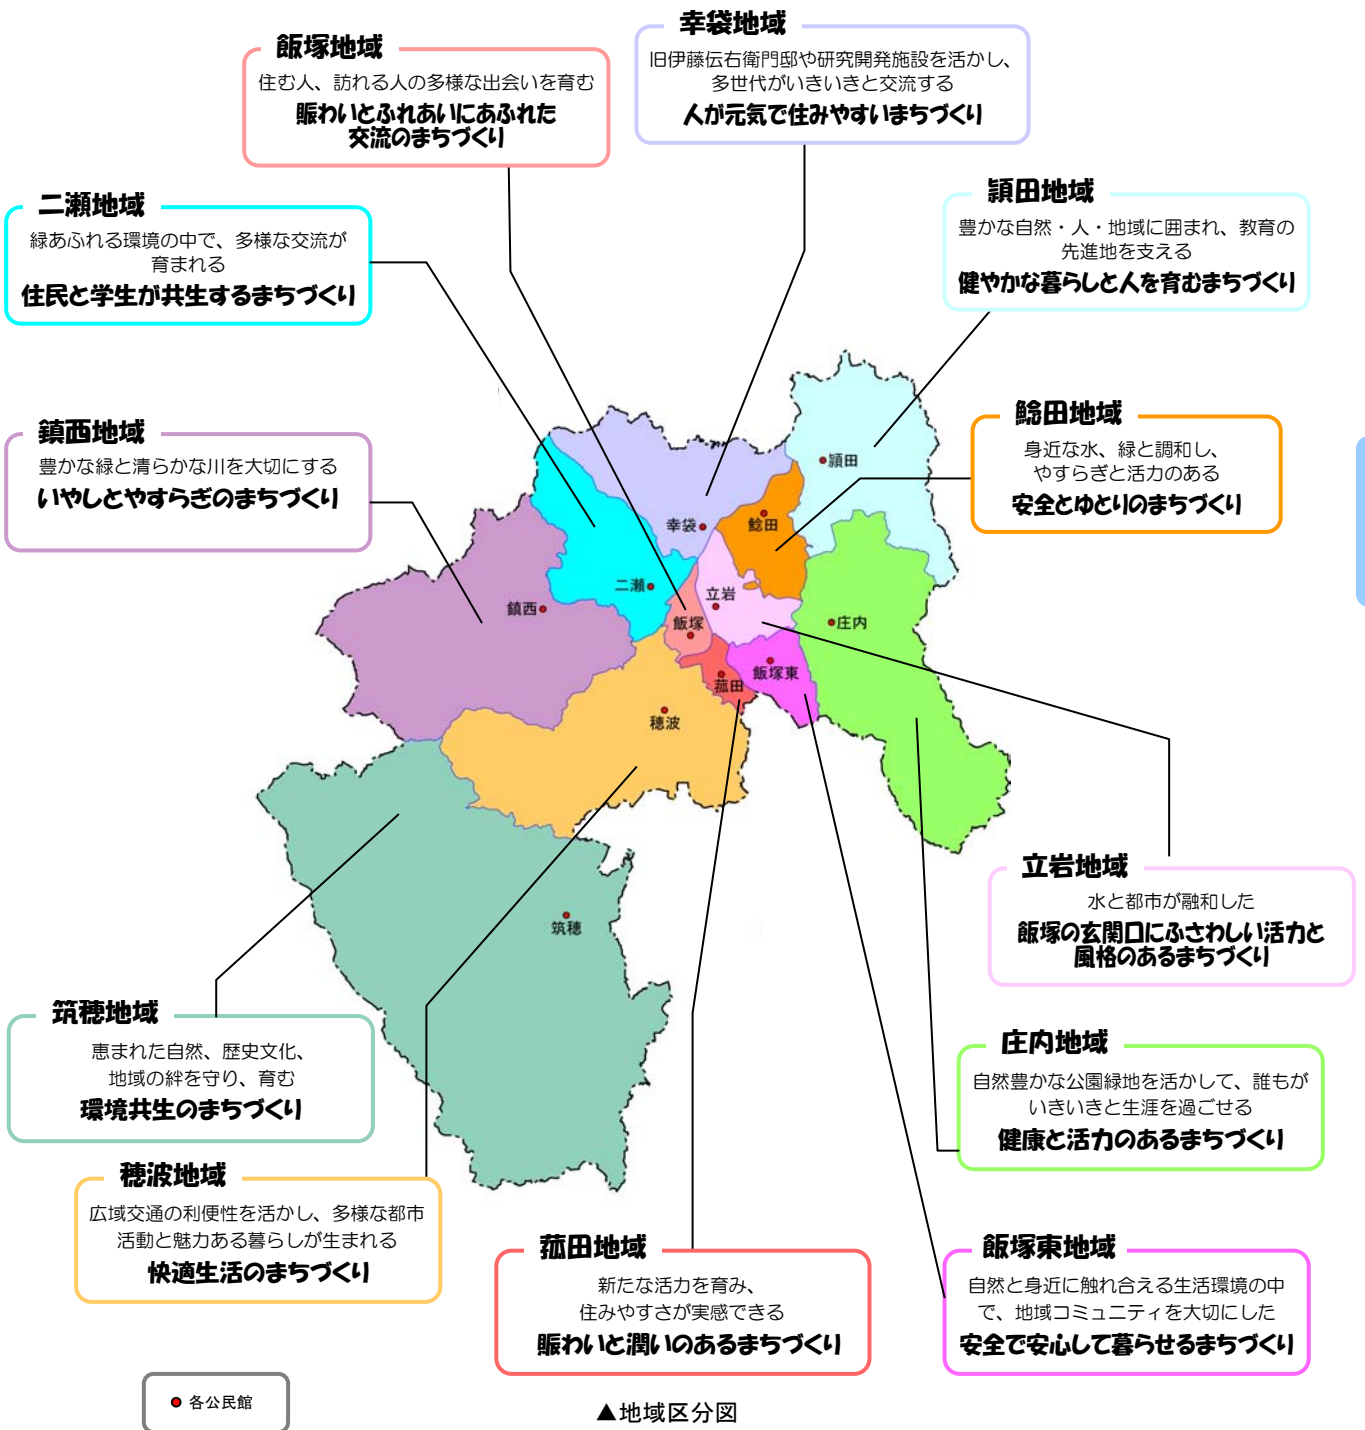 幸袋地域
旧伊藤伝右衛門邸や研究開発施設を活かし、
多世代がいきいきと交流する
人が元気で住みやすいまちづくり
飯塚地域
住む人、訪れる人の多様な出会いを育む
賑わいとふれあいにあふれた
交流のまちづくり
二瀬地域
緑あふれる環境の中で、多様な交流が
育まれる
住民と学生が共生するまちづくり
頴田地域
豊かな自然・人・地域に囲まれ、教育の
先進地を支える
健やかな暮らしと人を育むまちづくり
鎮西地域
豊かな緑と清らかな川を大切にする
いやしとやすらぎのまちづくり
鯰田地域
身近な水、緑と調和し、
やすらぎと活力のある
安全とゆとりのまちづくり
頴田
幸袋
鯰田
二瀬
立岩
鎮西
飯塚
庄内
飯塚東
菰田
穂波
筑穂
立岩地域
水と都市が融和した
飯塚の玄関口にふさわしい活力と
風格のあるまちづくり
筑穂地域
恵まれた自然、歴史文化、
地域の絆を守り、育む
環境共生のまちづくり
庄内地域
自然豊かな公園緑地を活かして、誰もが
いきいきと生涯を過ごせる
健康と活力のあるまちづくり
穂波地域
広域交通の利便性を活かし、多様な都市
活動と魅力ある暮らしが生まれる
快適生活のまちづくり
菰田地域
新たな活力を育み、
住みやすさが実感できる
賑わいと潤いのあるまちづくり
飯塚東地域
自然と身近に触れ合える生活環境の中
で、地域コミュニティを大切にした
安全で安心して暮らせるまちづくり
各公民館
▲地域区分図